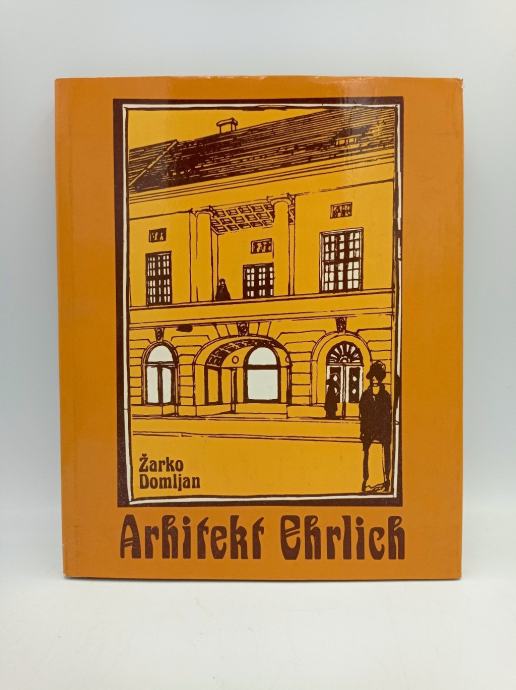 Žarko
Domljan
Arhitekt Ehrlich